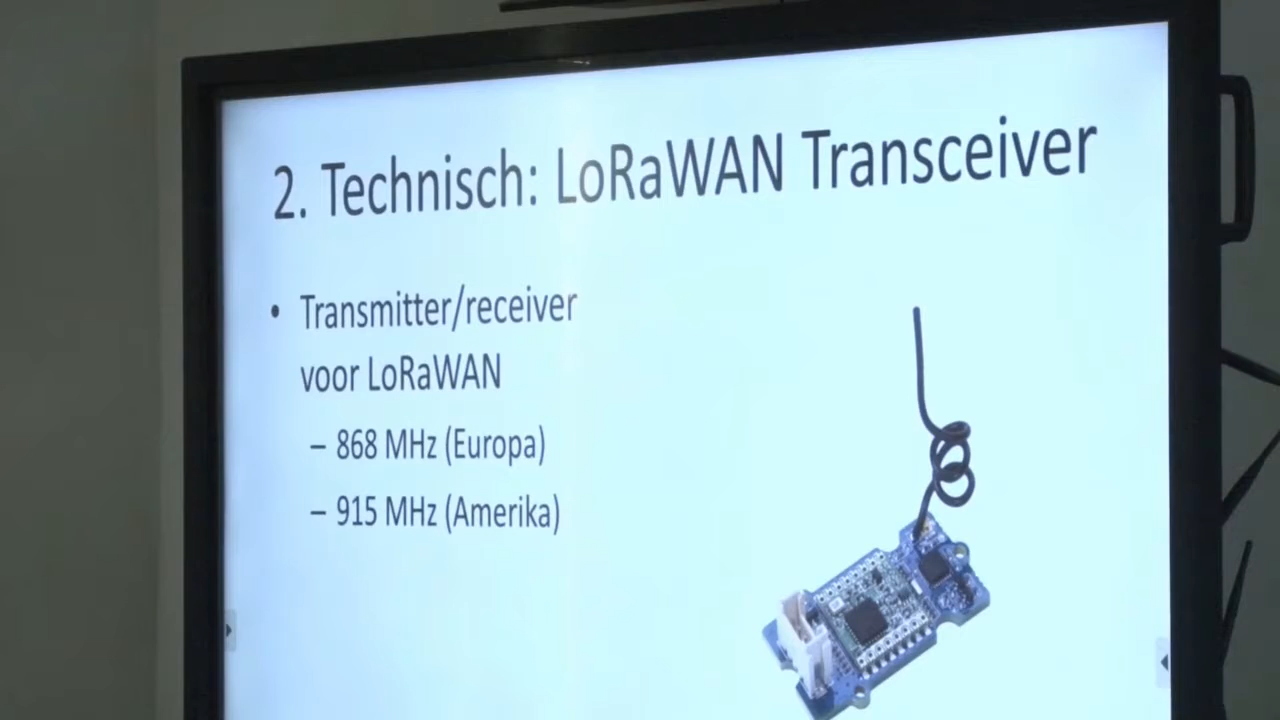 2. Technisch: LoRaWAN Transceiver
• Transmitter/receiver
voor LoRaWAN
– 868 MHz (Europa)
– 915 MHz (Amerika)